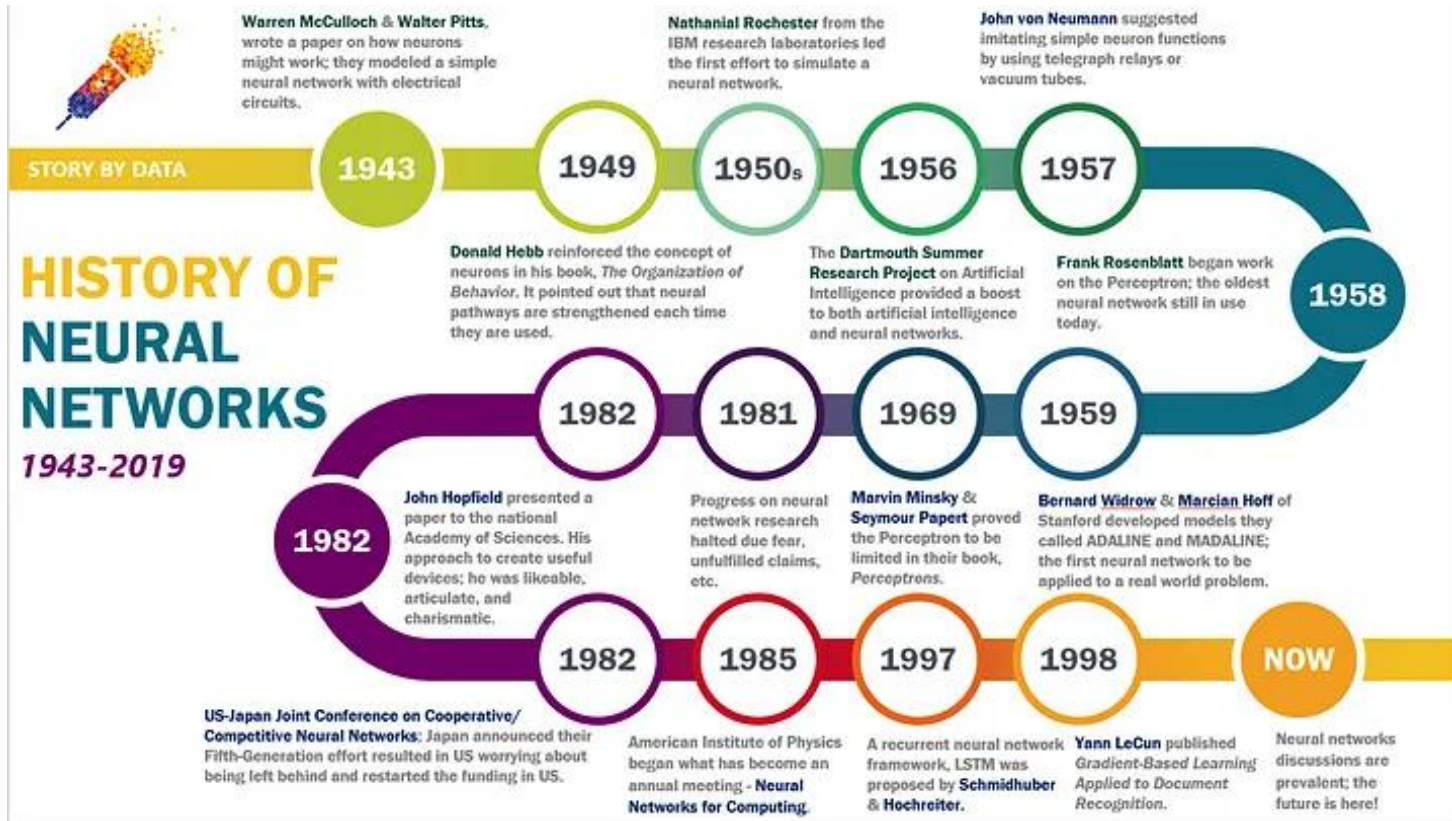 Warren McCulloch & Walter Pitts,
wrote a paper on how neurons
might work; they modeled a simple
neural network with electrical
circuits.
Nathanial Rochester from the
IBM research laboratories led
the first effort to simulate a
neural network.
John von Neumann suggested
imitating simple neuron functions
by using telegraph relays or
vacuum tubes.
STORY BY DATA
1943
1949
1950s
1956
1957
HISTORY OF
NEURAL
NETWORKS
1943-2019
Donald Hebb reinforced the concept of
neurons in his book, The Organization of
Behavior. It pointed out that neural
pathways are strengthened each time
they are used.
The Dartmouth Summer
Research Project on Artificial
Intelligence provided a boost
to both artificial intelligence
and neural networks.
Frank Rosenblatt began work
on the Perceptron; the oldest
neural network still in use
today.
1958
1982
1981
1969
1959
1982
John Hopfield presented a
paper to the national
Academy of Sciences. His
approach to create useful
devices; he was likeable,
articulate, and
charismatic.
Progress on neural
network research
halted due fear,
unfulfilled claims,
etc.
Marvin Minsky &
Seymour Papert proved
the Perceptron to be
limited in their book,
Perceptrons.
Bernard Widrow & Marcian Hoff of
Stanford developed models they
called ADALINE and MADALINE;
the first neural network to be
applied to a real world problem.
1982
1985
1997
1998
NOW
US-Japan Joint Conference on Cooperative/
Competitive Neural Networks: Japan announced their
Fifth-Generation effort resulted in US worrying about
being left behind and restarted the funding in US.
American Institute of Physics
began what has become an
annual meeting - Neural
Networks for Computing.
A recurrent neural network
framework, LSTM was
proposed by Schmidhuber
& Hochreiter.
Yann LeCun published
Gradient-Based Learning
Applied to Document
Recognition.
Neural networks
discussions are
prevalent; the
future is here!